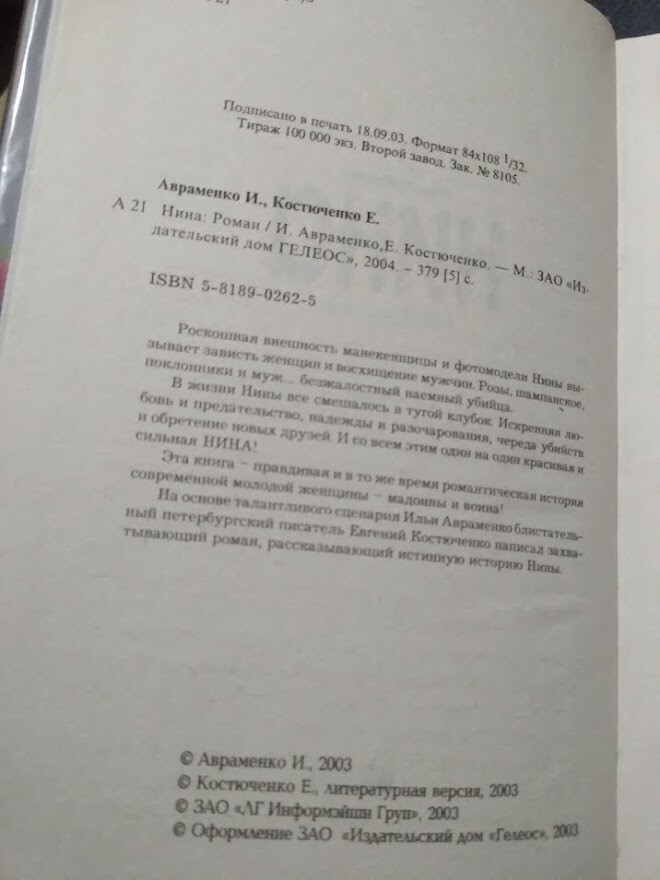 21
Подписано в печать 18.09.03. Формат 84х108 1/32.
Тираж 100 000 экз. Второй завод. Зак. № 8105.
Авраменко И., Костюченко Е.
А 21 Нина: Роман / И. Авраменко,Е. Костюченко. — М.: ЗАО «Из-
дательский дом ГЕЛЕОС», 2004. – 379 [5] с.
ISBN 5-8189-0262-5
Роскошная внешность манекенщицы и фотомодели Нины вы-
зывает зависть женщин и восхищение мужчин. Розы, шампанское,
поклонники и муж... безжалостный наемный убийца.
В жизни Нины все смешалось в тугой клубок. Искренняя лю-
бовь и предательство, надежды и разочарования, череда убийств
и обретение новых друзей. И со всем этим один на один красивая и
сильная НИНА!
Эта книга – правдивая и в то же время романтическая история
современной молодой женщины – мадонны и воина!
На основе талантливого сценария Ильи Авраменко блистатель-
ный петербургский писатель Евгений Костюченко написал захва-
тывающий роман, рассказывающий истинную историю Нины.
© Авраменко И., 2003
© Костюченко Е., литературная версия, 2003
© ЗАО «ЛГ Информэйшн Груп», 2003
© Оформление ЗАО «Издательский дом «Гелеос», 2003